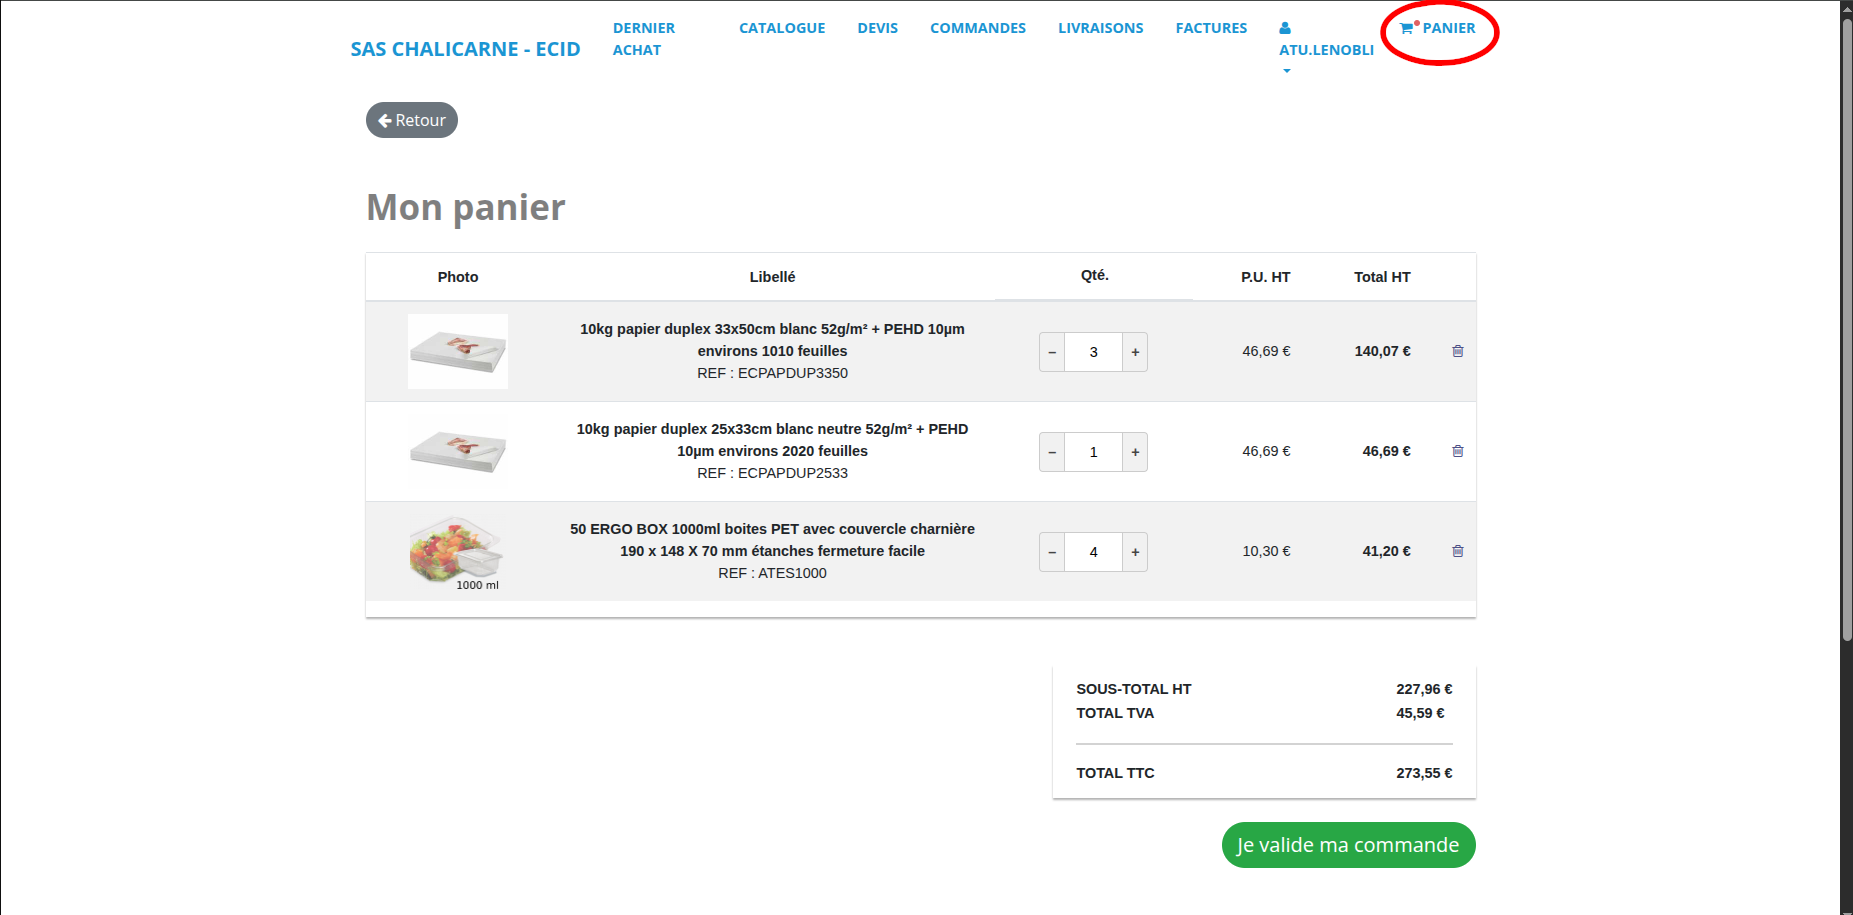 SAS CHALICARNE - ECID
DERNIER
ACHAT
CATALOGUE
DEVIS
COMMANDES
LIVRAISONS
FACTURES
ATU.LENOBLI
PANIER
Retour
Mon panier
Photo Libellé Qté. P.U. HT Total HT
10kg papier duplex 33x50cm blanc 52g/m² + PEHD 10µm
environs 1010 feuilles
REF : ECPAPDUP3350
– 3 + 46,69 € 140,07 €
10kg papier duplex 25x33cm blanc neutre 52g/m² + PEHD
10µm environs 2020 feuilles
REF : ECPAPDUP2533
– 1 + 46,69 € 46,69 €
1000 ml
50 ERGO BOX 1000ml boites PET avec couvercle charnière
190 x 148 X 70 mm étanches fermeture facile
REF : ATES1000
– 4 + 10,30 € 41,20 €
SOUS-TOTAL HT 227,96 €
TOTAL TVA 45,59 €
TOTAL TTC 273,55 €
Je valide ma commande